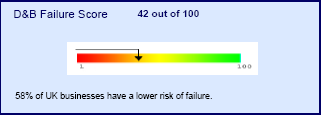 D&B Failure Score 42 out of 100
1 100
58% of UK businesses have a lower risk of failure.